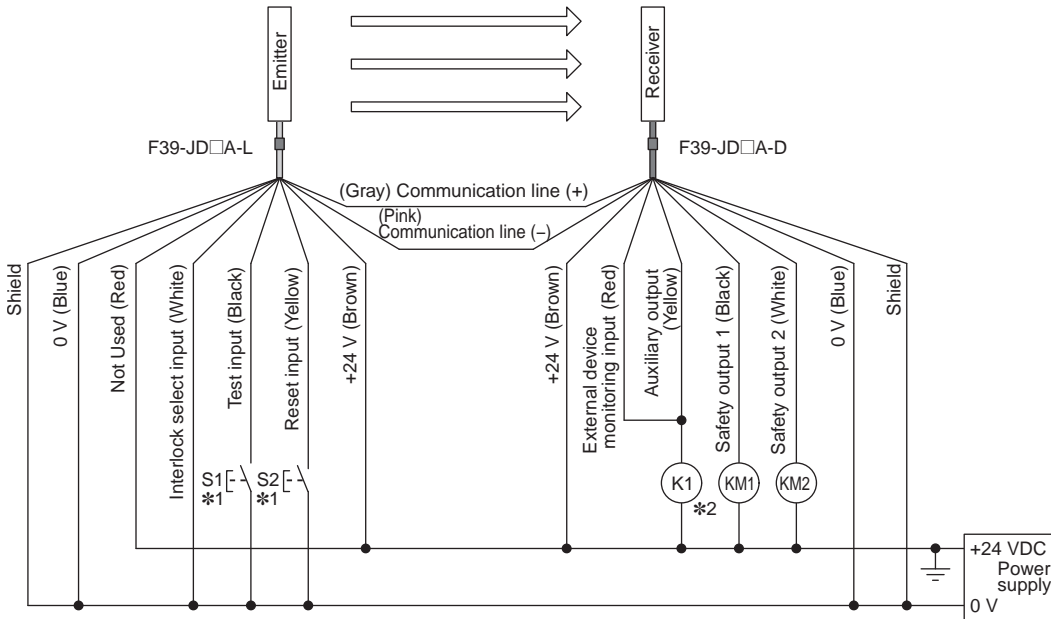 Emitter
Receiver
F39-JD□A-L
F39-JD□A-D
(Gray) Communication line (+)
(Pink)
Communication line (−)
Shield
0 V (Blue)
Not Used (Red)
Interlock select input (White)
Test input (Black)
Reset input (Yellow)
+24 V (Brown)
+24 V (Brown)
External device
monitoring input (Red)
Auxiliary output
(Yellow)
Safety output 1 (Black)
Safety output 2 (White)
0 V (Blue)
Shield
S1
✻1
S2
✻1
K1
✻2
KM1
KM2
+24 VDC
Power
supply
0 V